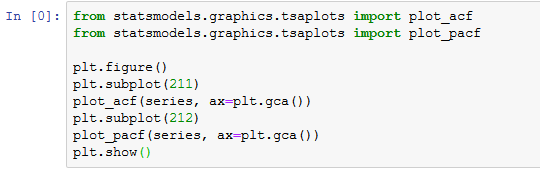 In [0]: from statsmodels.graphics.tsaplots import plot_acf
from statsmodels.graphics.tsaplots import plot_pacf

plt.figure()
plt.subplot(211)
plot_acf(series, ax=plt.gca())
plt.subplot(212)
plot_pacf(series, ax=plt.gca())
plt.show()